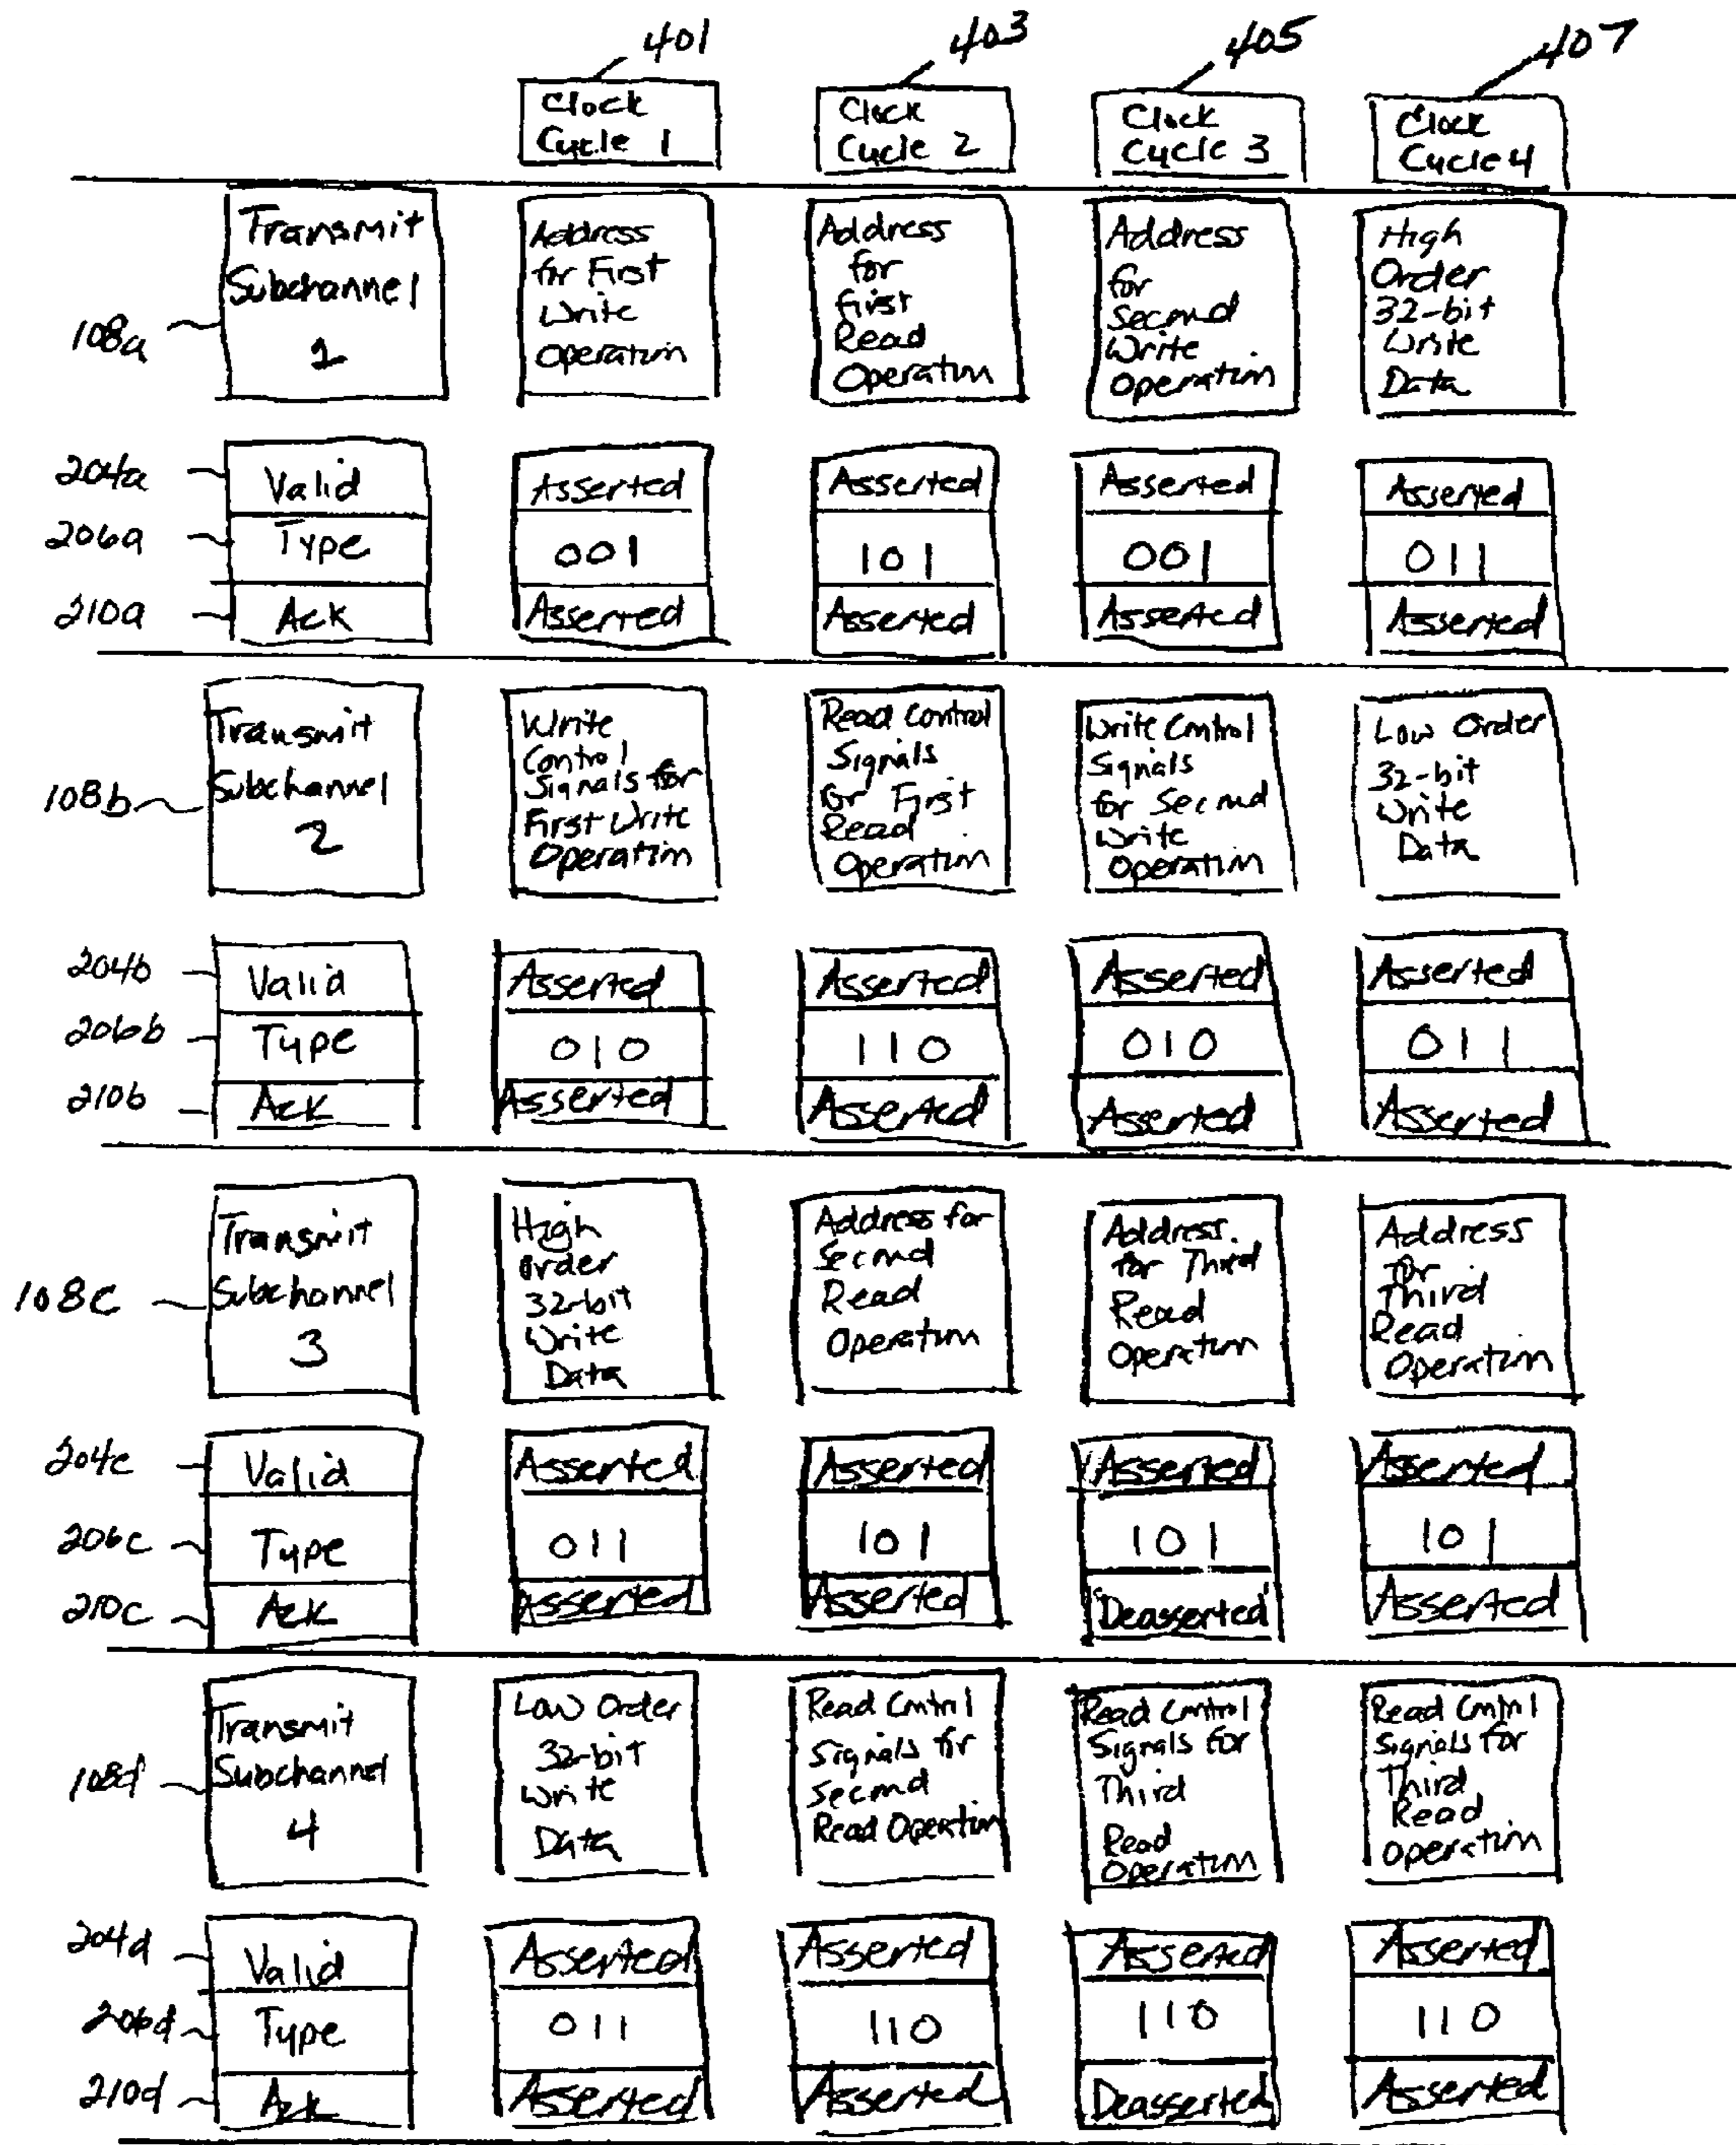 401
403
405
407
Clock
Cycle 1
Clock
Cycle 2
Clock
Cycle 3
Clock
Cycle 4
108a
Transmit
Subchannel
1
Address
for First
Write
Operation
Address
for
first
Read
Operation
Address
for
Second
Write
Operation
High
Order
32-bit
Write
Data
204a
Valid
Asserted
Asserted
Asserted
Asserted
206a
Type
001
101
001
011
210a
Ack
Asserted
Asserted
Asserted
Asserted
108b
Transmit
Subchannel
2
Write
Control
Signals for
First Write
Operation
Read Control
Signals
for First
Read
Operation
Write Control
Signals
for Second
Write
Operation
Low Order
32-bit
Write
Data
204b
Valid
Asserted
Asserted
Asserted
Asserted
206b
Type
010
110
010
011
210b
Ack
Asserted
Asserted
Asserted
Asserted
108c
Transmit
Subchannel
3
High
order
32-bit
Write
Data
Address for
Second
Read
Operation
Address
for Third
Read
Operation
Address
for
Third
Read
Operation
204c
Valid
Asserted
Asserted
Asserted
Asserted
206c
Type
011
101
101
101
210c
Ack
Asserted
Asserted
Deasserted
Asserted
108d
Transmit
Subchannel
4
Low Order
32-bit
Write
Data
Read Control
Signals for
Second
Read Operation
Read Control
Signals for
Third
Read
Operation
Read Control
Signals for
Third
Read
Operation
204d
Valid
Asserted
Asserted
Asserted
Asserted
206d
Type
011
110
110
110
210d
Ack
Asserted
Asserted
Deasserted
Asserted